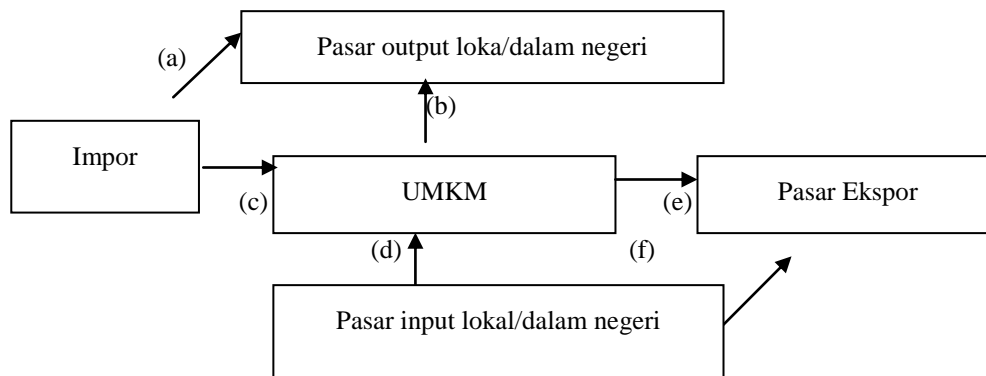 Pasar output loka/dalam negeri
(a)
(b)
Impor
UMKM
Pasar Ekspor
(c)
(e)
(d)
(f)
Pasar input lokal/dalam negeri